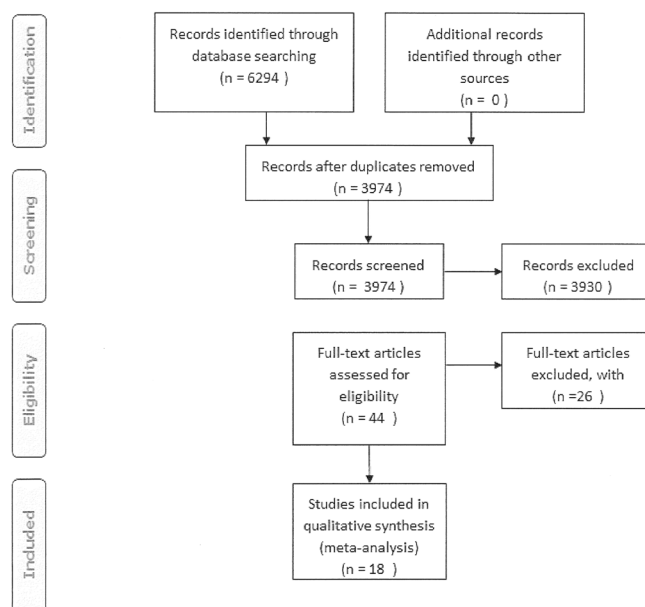 Identification
Records identified through
database searching
(n = 6294 )
Additional records
identified through other
sources
(n = 0 )
Records after duplicates removed
(n = 3974 )
Screening
Records screened
(n = 3974 )
Records excluded
(n = 3930 )
Eligibility
Full-text articles
assessed for
eligibility
(n = 44 )
Full-text articles
excluded, with
(n =26 )
Included
Studies included in
qualitative synthesis
(meta-analysis)
(n = 18 )